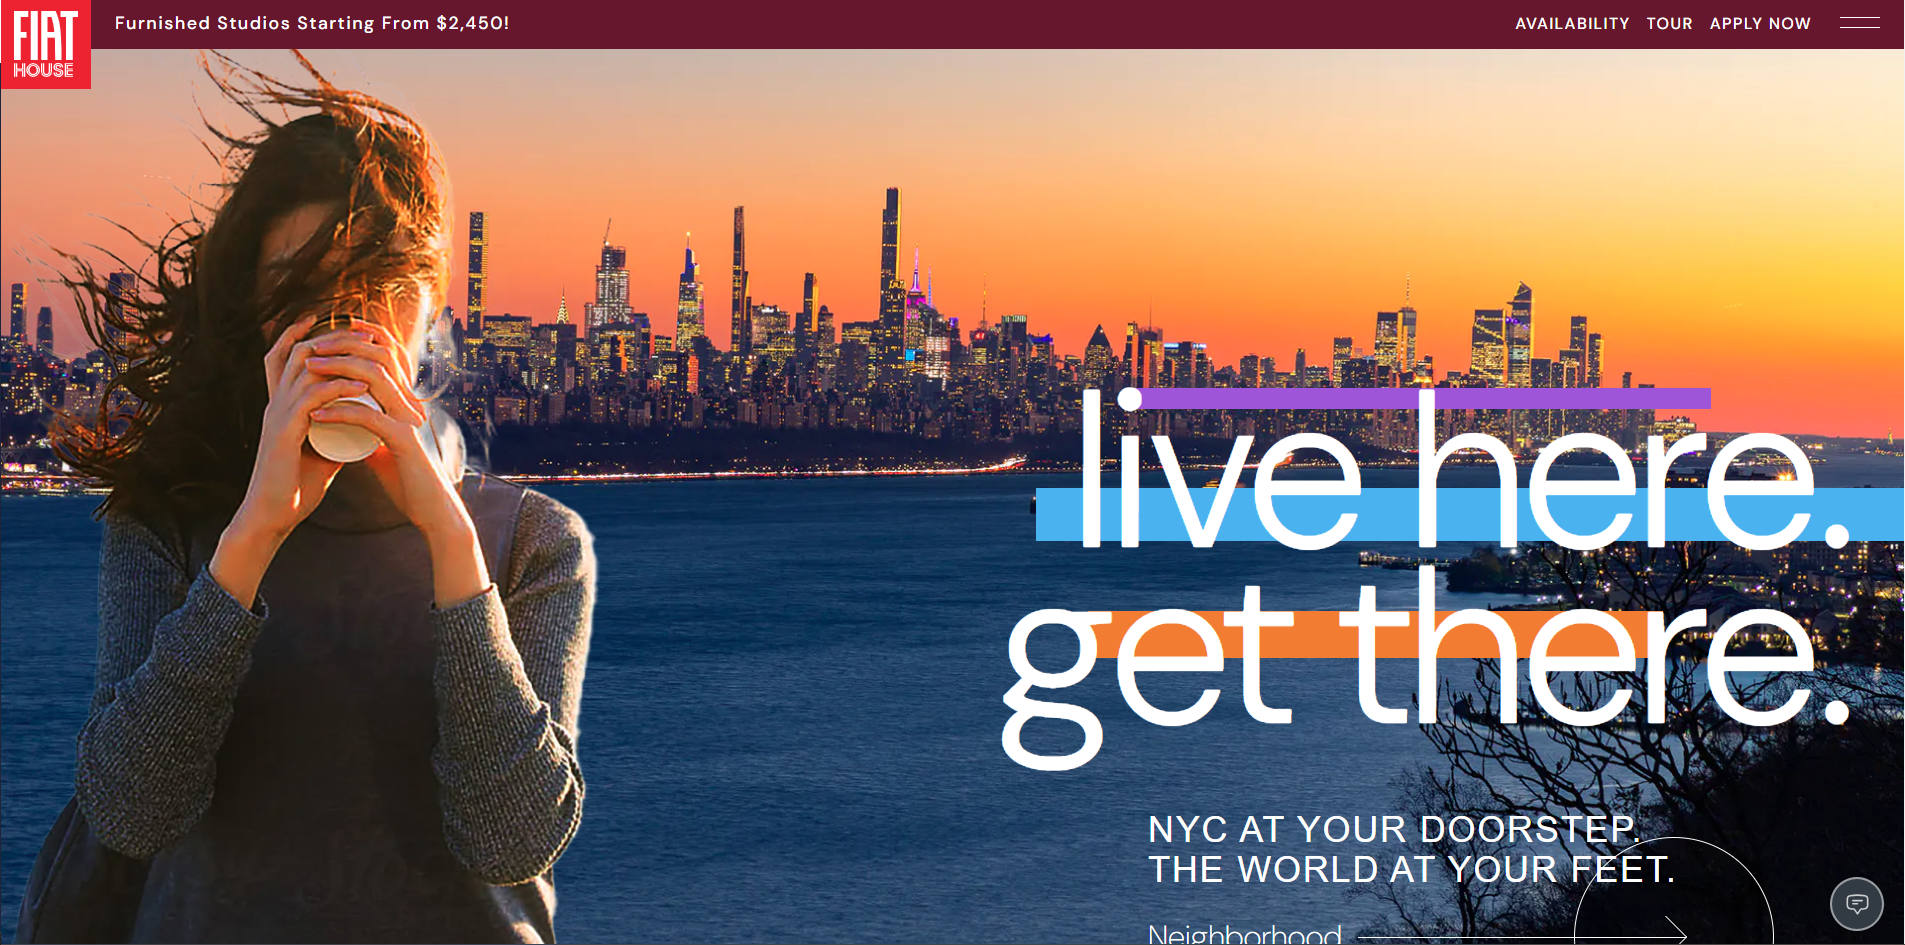 FIAT
HOUSE
Furnished Studios Starting From $2,450!
AVAILABILITY TOUR APPLY NOW
live here.
get there.
NYC AT YOUR DOORSTEP.
THE WORLD AT YOUR FEET.
Neighborhood